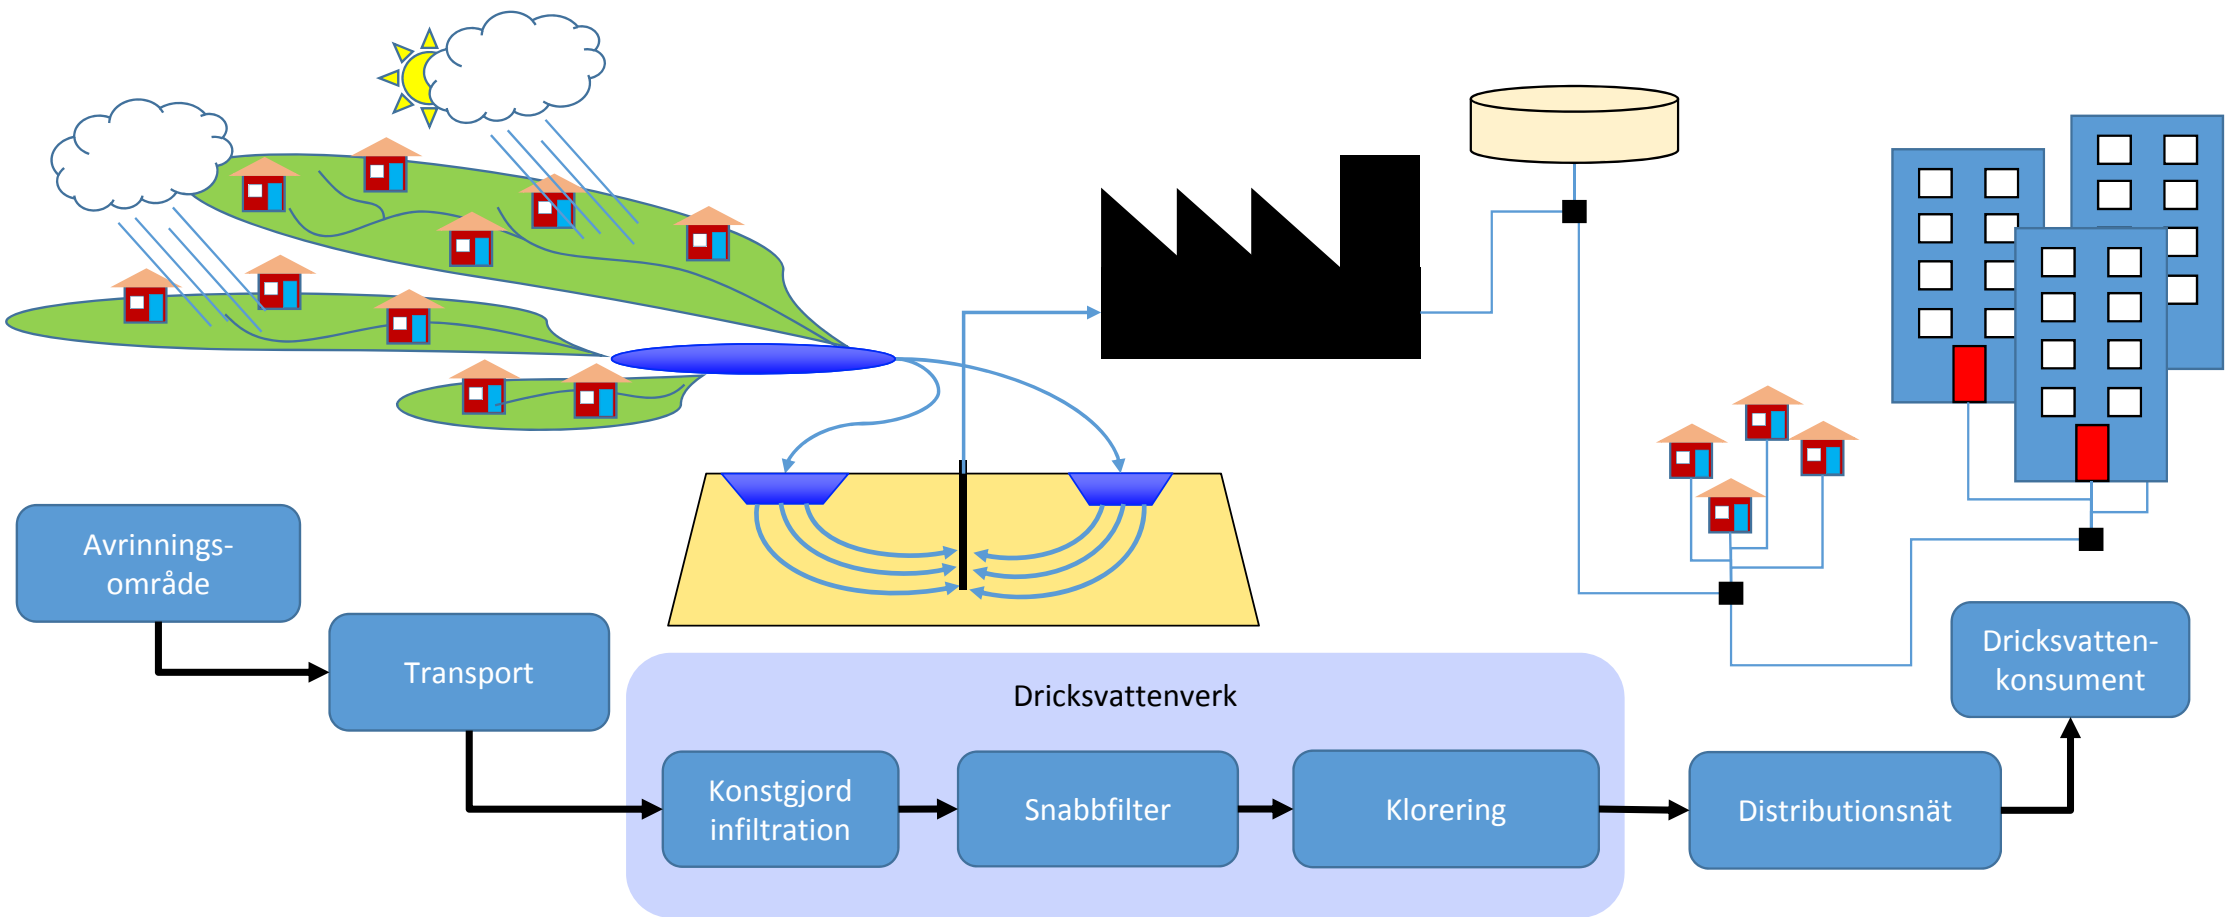 Avrinnings-
område
Transport
Dricksvattenverk
Konstgjord
infiltration
Snabbfilter
Klorering
Distributionsnät
Dricksvatten-
konsument